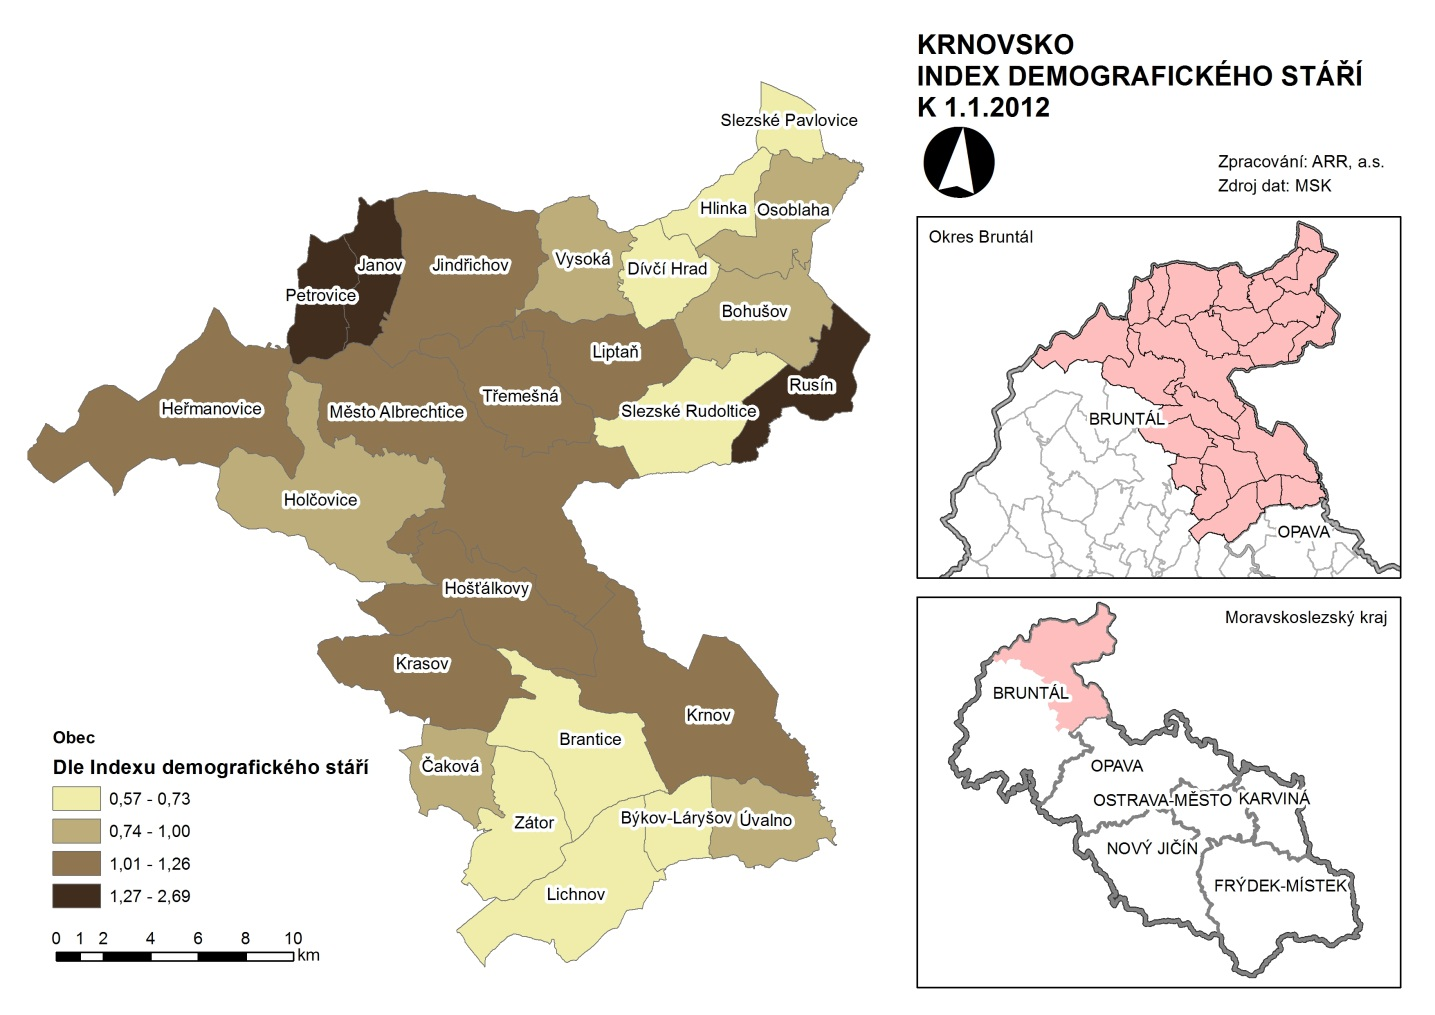 KRNOVSKO
INDEX DEMOGRAFICKÉHO STÁŘÍ
K 1.1.2012
Zpracování: ARR, a.s.
Zdroj dat: MSK
Slezské Pavlovice
Hlinka
Osoblaha
Janov
Jindřichov
Vysoká
Dívčí Hrad
Petrovice
Bohušov
Liptaň
Rusín
Heřmanovice
Město Albrechtice
Třemešná
Slezské Rudoltice
Holčovice
Hošťálkovy
Krasov
Krnov
Brantice
Čaková
Zátor
Býkov-Láryšov
Úvalno
Lichnov
Obec
Dle Indexu demografického stáří
0,57 - 0,73
0,74 - 1,00
1,01 - 1,26
1,27 - 2,69
0 1 2 4 6 8 10
km
Okres Bruntál
BRUNTÁL
OPAVA
Moravskoslezský kraj
BRUNTÁL
OPAVA
OSTRAVA-MĚSTO
KARVINÁ
NOVÝ JIČÍN
FRÝDEK-MÍSTEK